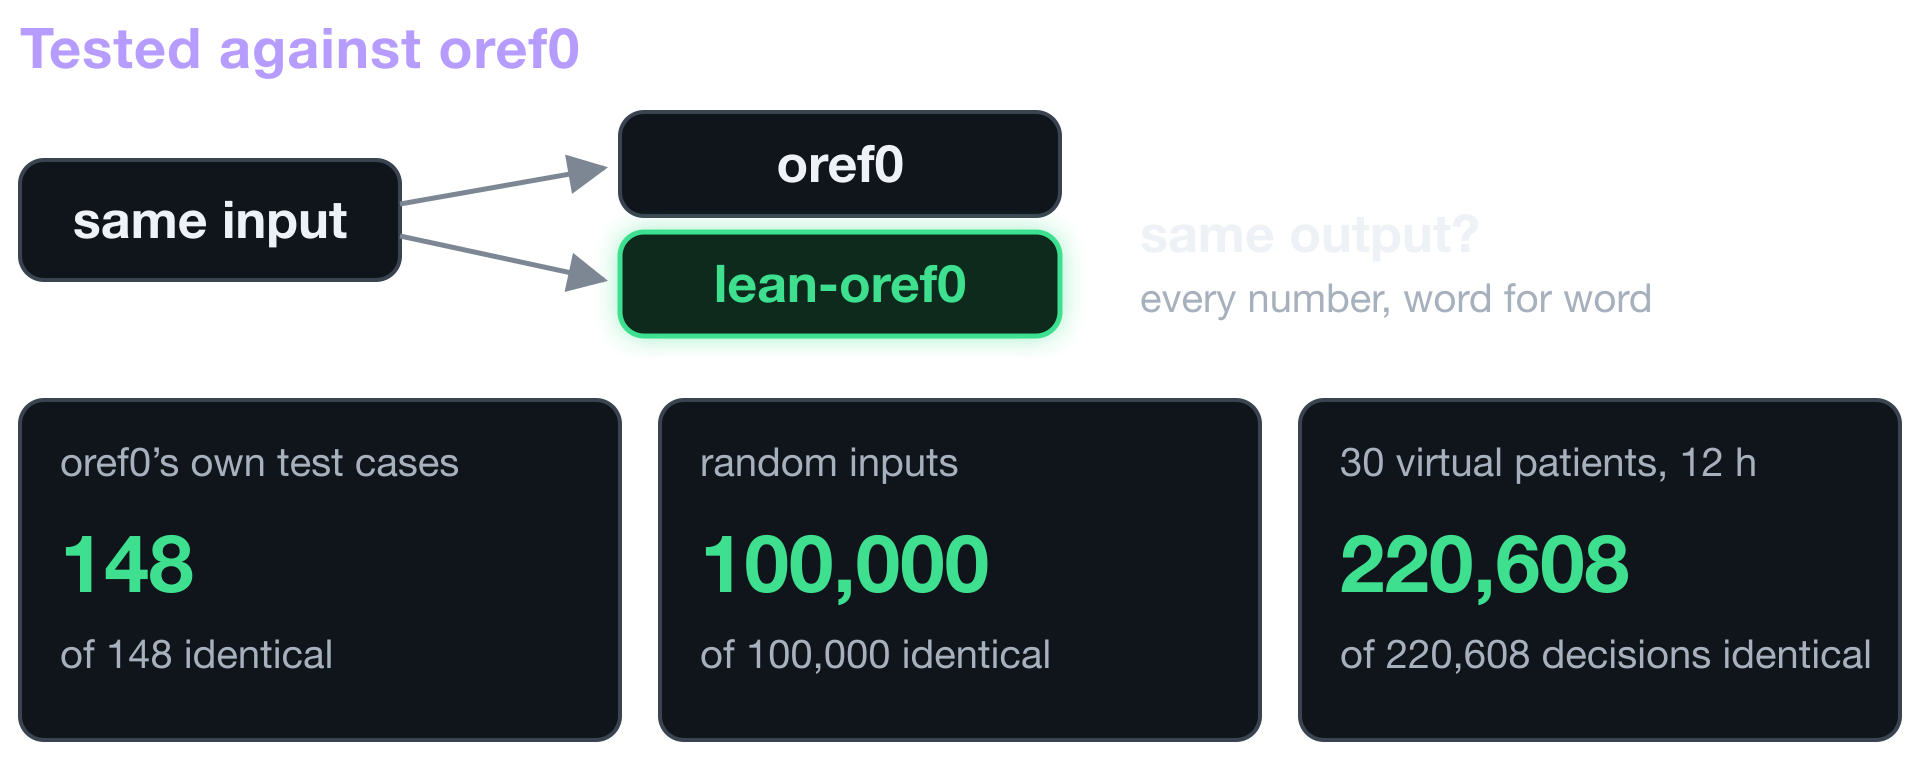 Tested against oref0
same input
oref0
lean-oref0
same output?
every number, word for word
oref0’s own test cases
148
of 148 identical
random inputs
100,000
of 100,000 identical
30 virtual patients, 12 h
220,608
of 220,608 decisions identical